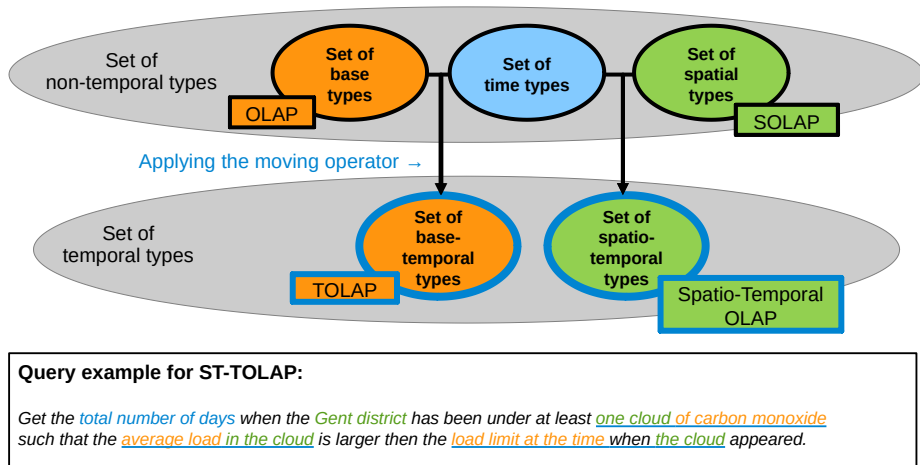 Set of
non-temporal types
Set of
base
types
Set of
time types
Set of
spatial
types
OLAP
SOLAP
Applying the moving operator →
Set of
temporal types
Set of
base-
temporal
types
Set of
spatio-
temporal
types
TOLAP
Spatio-Temporal
OLAP
Query example for ST-TOLAP:
Get the total number of days when the Gent district has been under at least one cloud of carbon monoxide
such that the average load in the cloud is larger then the load limit at the time when the cloud appeared.